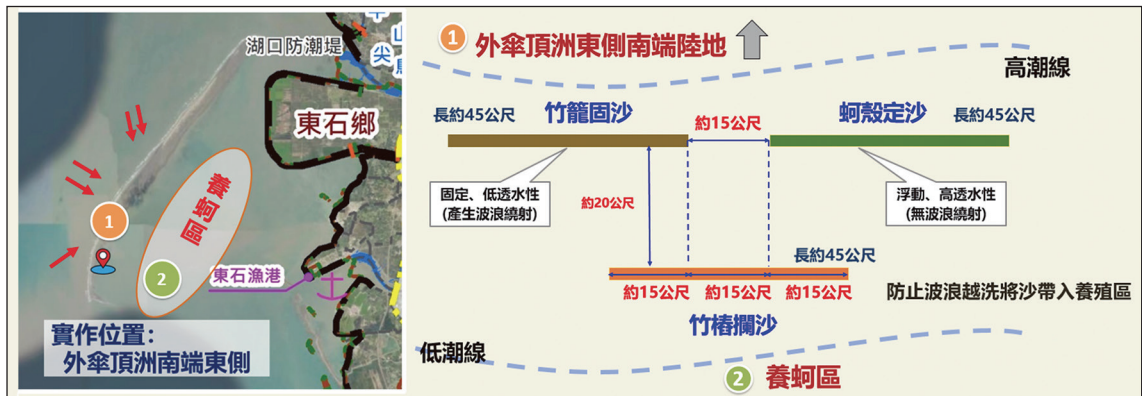 湖口防潮堤
尖
東石鄉
養蚵區
1
2
東石漁港
實作位置：
外傘頂洲南端東側
1 外傘頂洲東側南端陸地
高潮線
長約45公尺
竹籠固沙
約15公尺
蚵殼定沙
長約45公尺
固定、低透水性
(產生波浪繞射)
約20公尺
浮動、高透水性
(無波浪繞射)
長約45公尺
約15公尺
約15公尺
約15公尺
防止波浪越洗將沙帶入養殖區
竹樁攔沙
低潮線
2 養蚵區